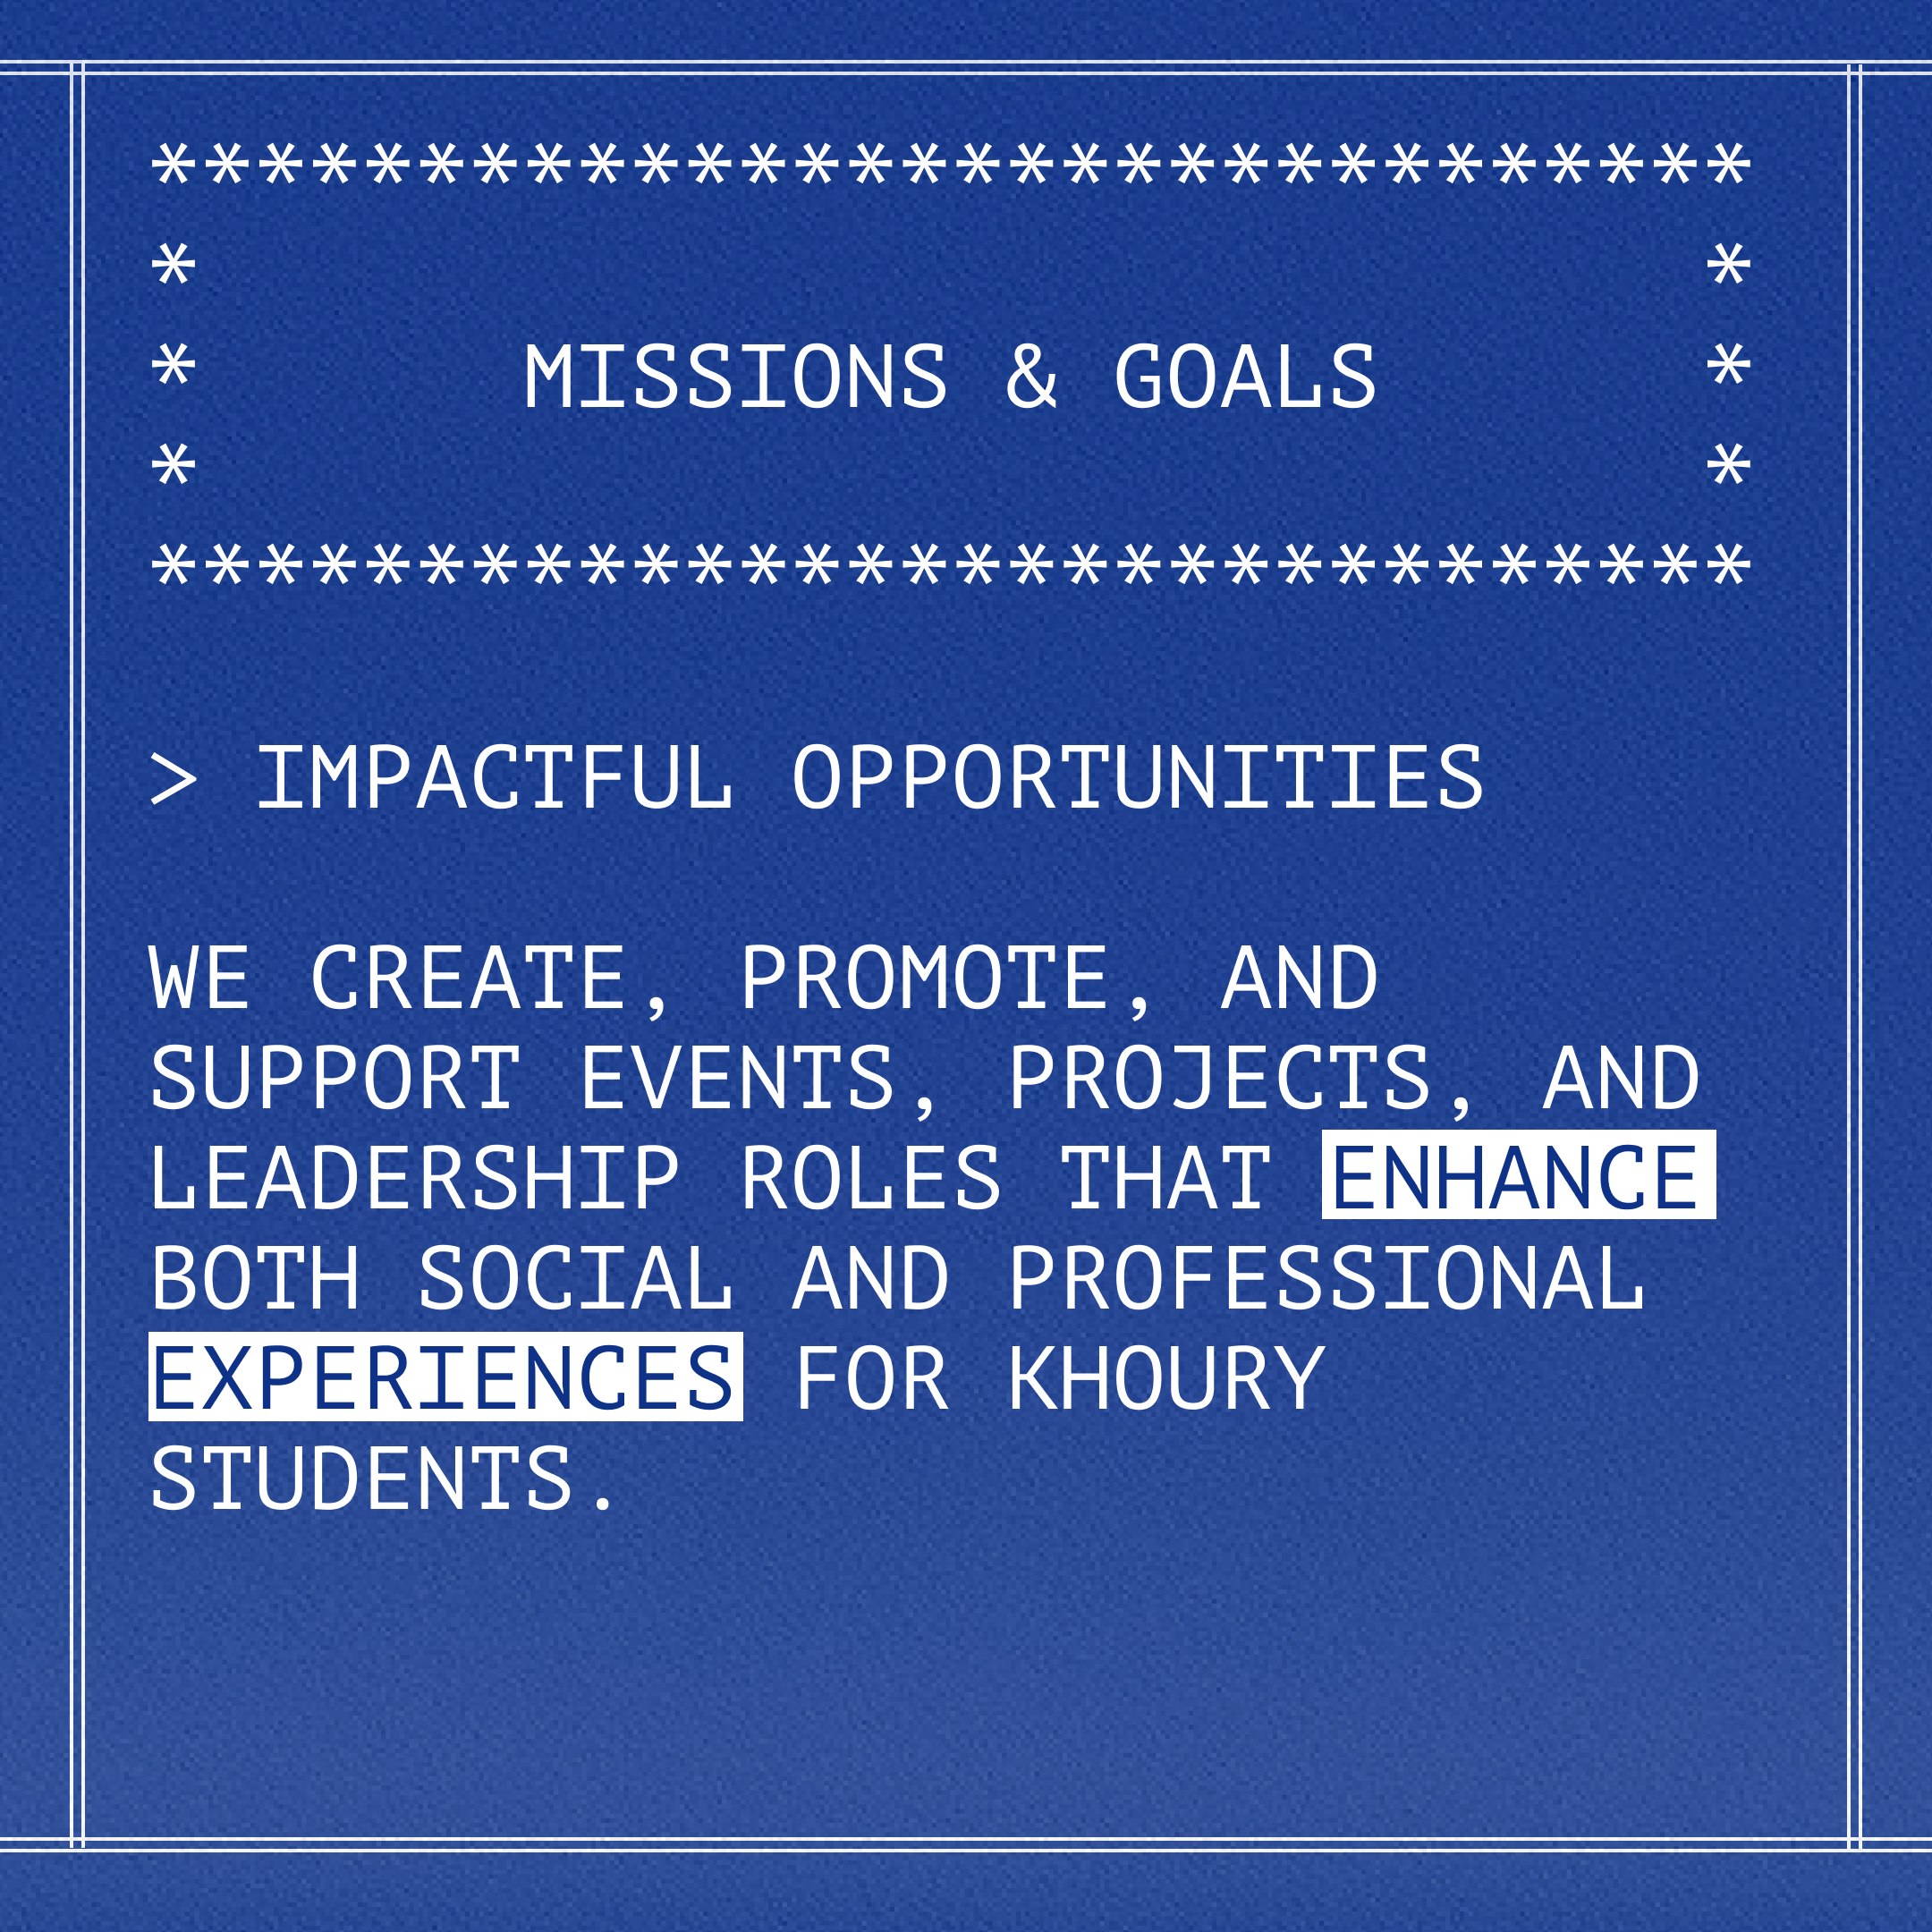 ******************************
* *
* MISSIONS & GOALS *
* *
******************************
> IMPACTFUL OPPORTUNITIES
WE CREATE, PROMOTE, AND
SUPPORT EVENTS, PROJECTS, AND
LEADERSHIP ROLES THAT ENHANCE
BOTH SOCIAL AND PROFESSIONAL
EXPERIENCES FOR KHOURY
STUDENTS.